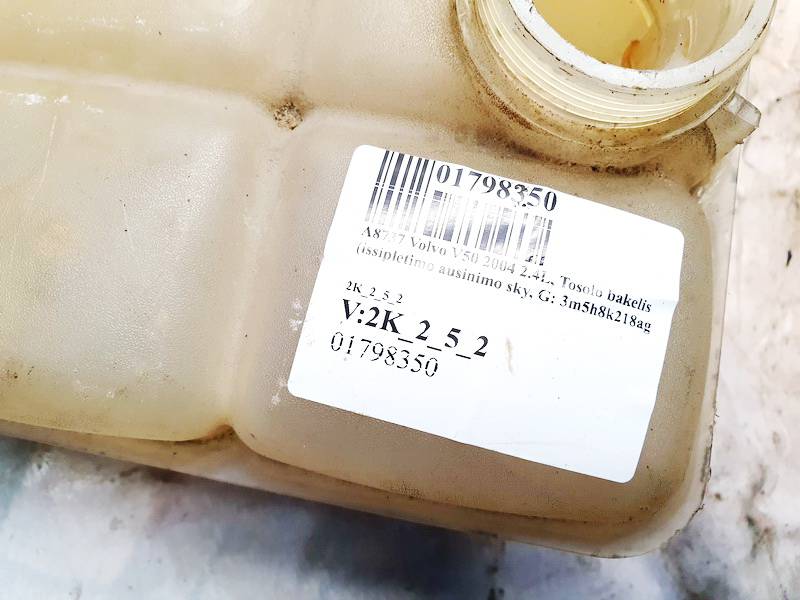 01798350
A8737 Volvo V50 2004 2.4L, Tosolo bakelis
(issipletimo ausinimo sky, G: 3m5h8k218ag
2K_2_5_2
V:2K_2_5_2
01798350